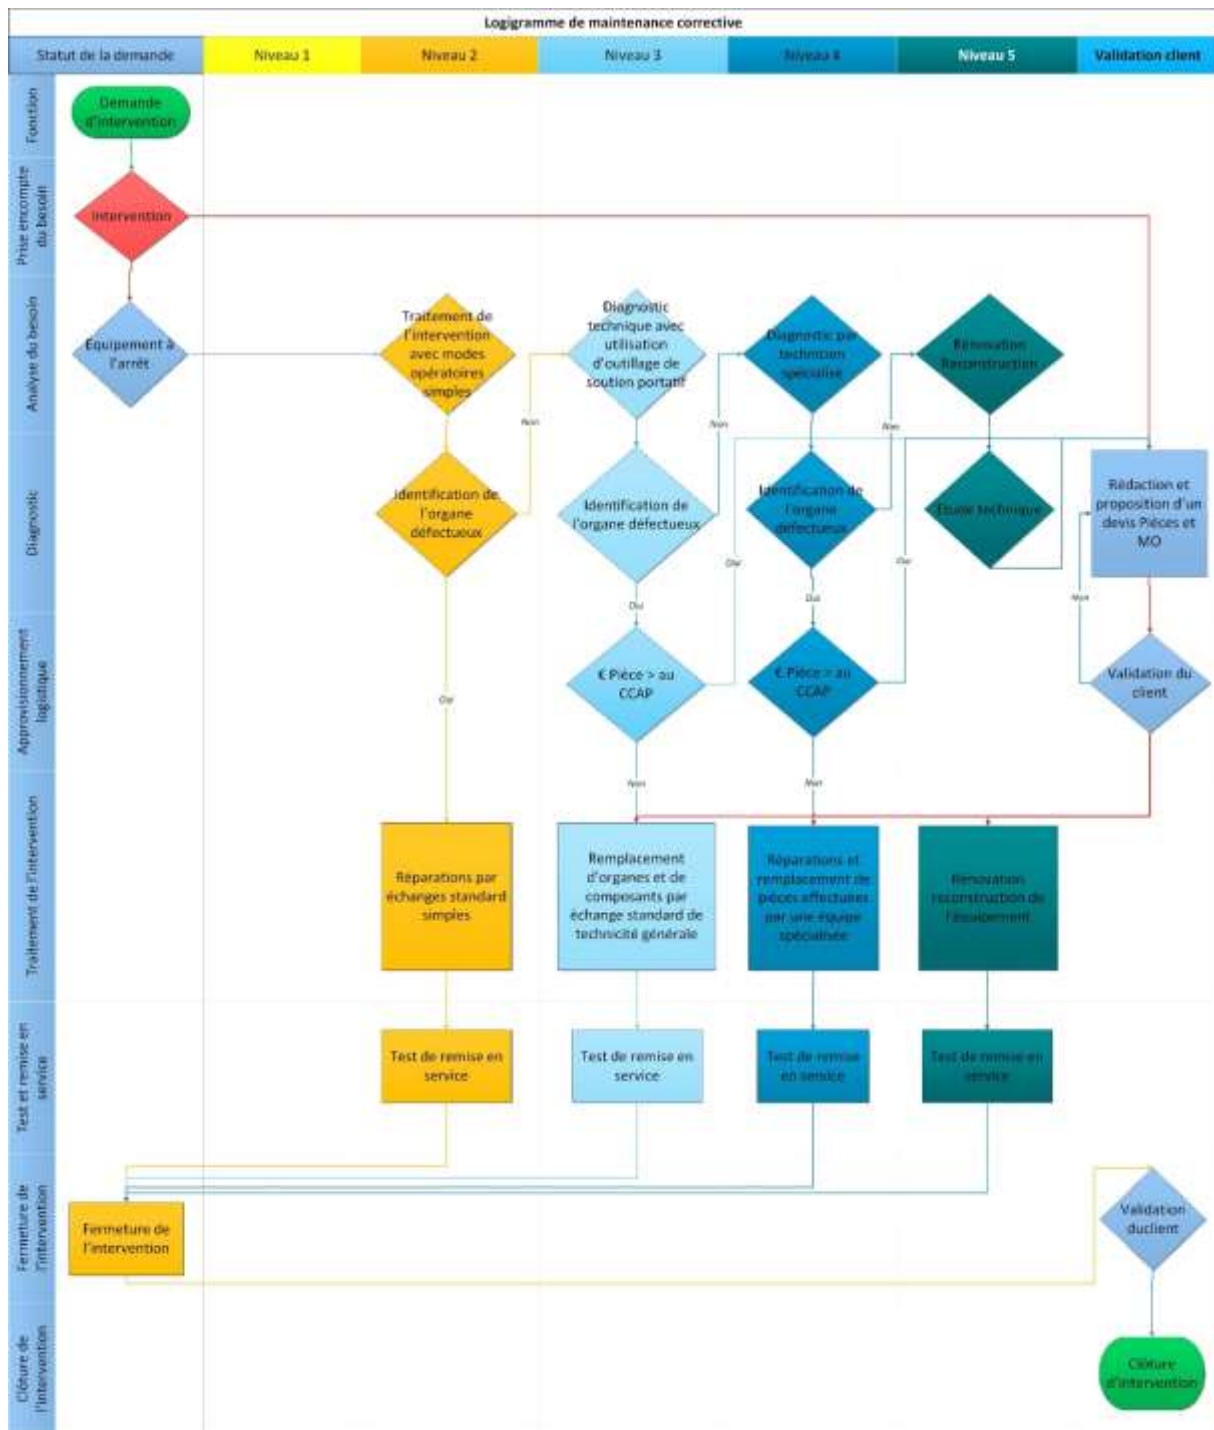 Logigramme de maintenance corrective
Statut de la demande
Niveau 1
Niveau 2
Niveau 3
Niveau 4
Niveau 5
Validation client
Fonction
Demande
d'intervention
Prise encompte
du besoin
Intervention
Analyse du besoin
Équipement à
l'arrêt
Traitement de
l'intervention
avec modes
opératoires
simples
Diagnostic
technique avec
utilisation
d'outillage de
soutien portatif
Diagnostic par
technicien
spécialisé
Rénovation
Reconstruction
Non
Non
Non
Diagnostic
Identification de
l'organe
défectueux
Identification de
l'organe défectueux
Identification de
l'organe
défectueux
Etude technique
Rédaction et
proposition d'un
devis Pièces et
MO
Oui
Oui
Oui
Oui
Non
Approvisionnement
logistique
Oui
€ Pièce > au
CCAP
€ Pièce > au
CCAP
Validation du
client
Non
Non
Traitement de l'intervention
Réparations par
échanges standard
simples
Remplacement
d'organes et de
composants par
échange standard de
technicité générale
Réparations et
remplacement de
pièces effectuées
par une équipe
spécialisée
Rénovation
reconstruction de
l'équipement
Test et remise en
service
Test de remise en
service
Test de remise en
service
Test de remise
en service
Test de remise en
service
Fermeture de
l'intervention
Fermeture de
l'intervention
Validation
duclient
Clôture de
l'intervention
Clôture
d'intervention